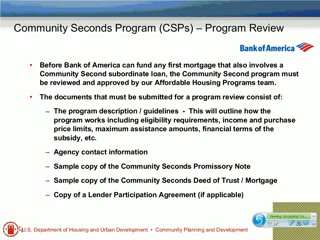 Community Seconds Program (CSPs) – Program Review
Bank of America
• Before Bank of America can fund any first mortgage that also involves a
Community Second subordinate loan, the Community Second program must
be reviewed and approved by our Affordable Housing Programs team.
• The documents that must be submitted for a program review consist of:
– The program description / guidelines - This will outline how the
program works including eligibility requirements, income and purchase
price limits, maximum assistance amounts, financial terms of the
subsidy, etc.
– Agency contact information
– Sample copy of the Community Seconds Promissory Note
– Sample copy of the Community Seconds Deed of Trust / Mortgage
– Copy of a Lender Participation Agreement (if applicable)
U.S. Department of Housing and Urban Development • Community Planning and Development